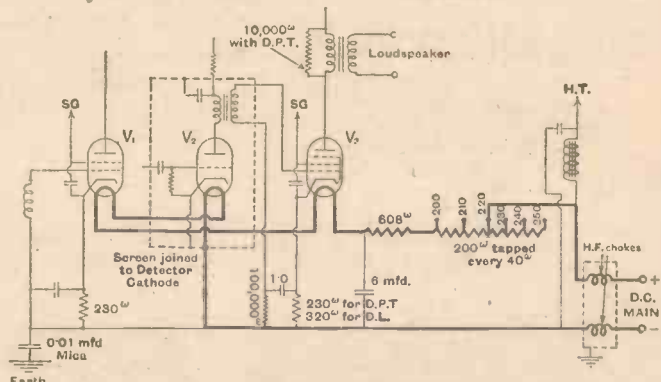 10,000ω
with D.P.T.
Loudspeaker
H.T.
SG
V₁
V₂
SG
V₃
608ω
200
210
220
230
240
250
200ω tapped
every 40ω
H.F. chokes
+
D.C.
MAIN
−
Screen joined
to Detector
Cathode
230ω
100,000ω
1·0
230ω for D.P.T
320ω for D.L.
6 mfd.
0·01 mfd
Mica
Earth